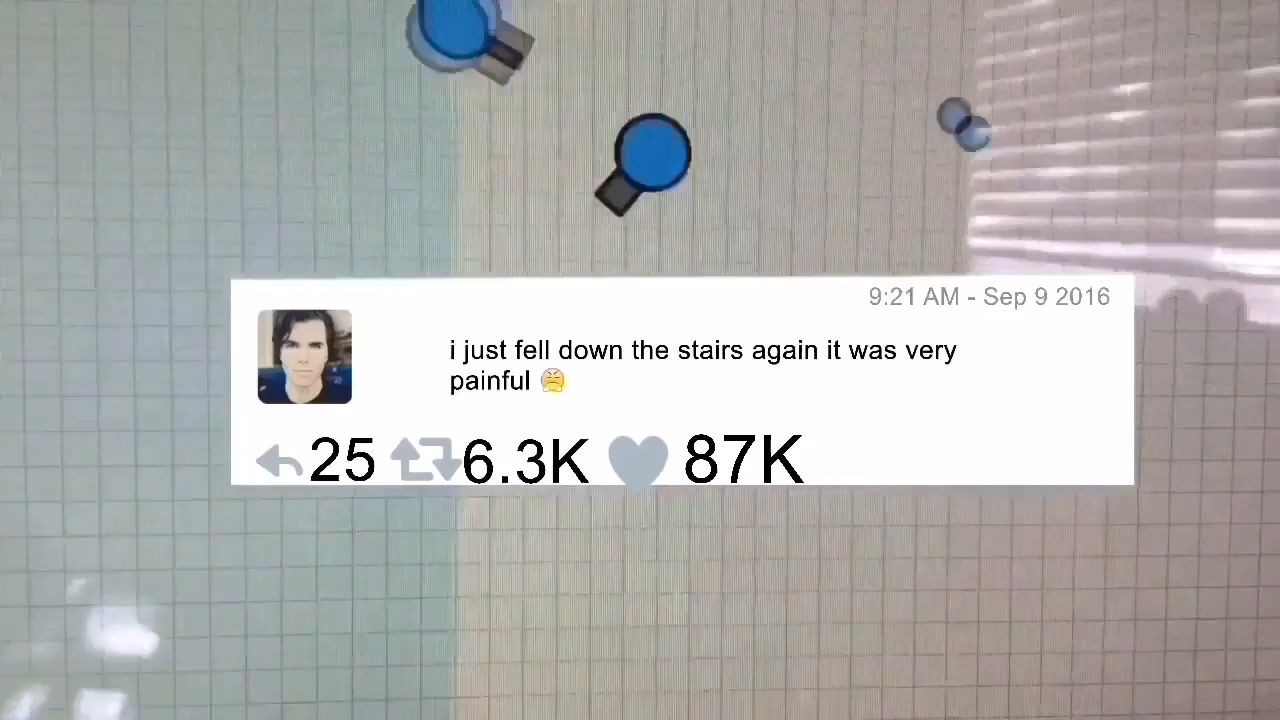 9:21 AM - Sep 9 2016
i just fell down the stairs again it was very
painful 😤
25 6.3K 87K